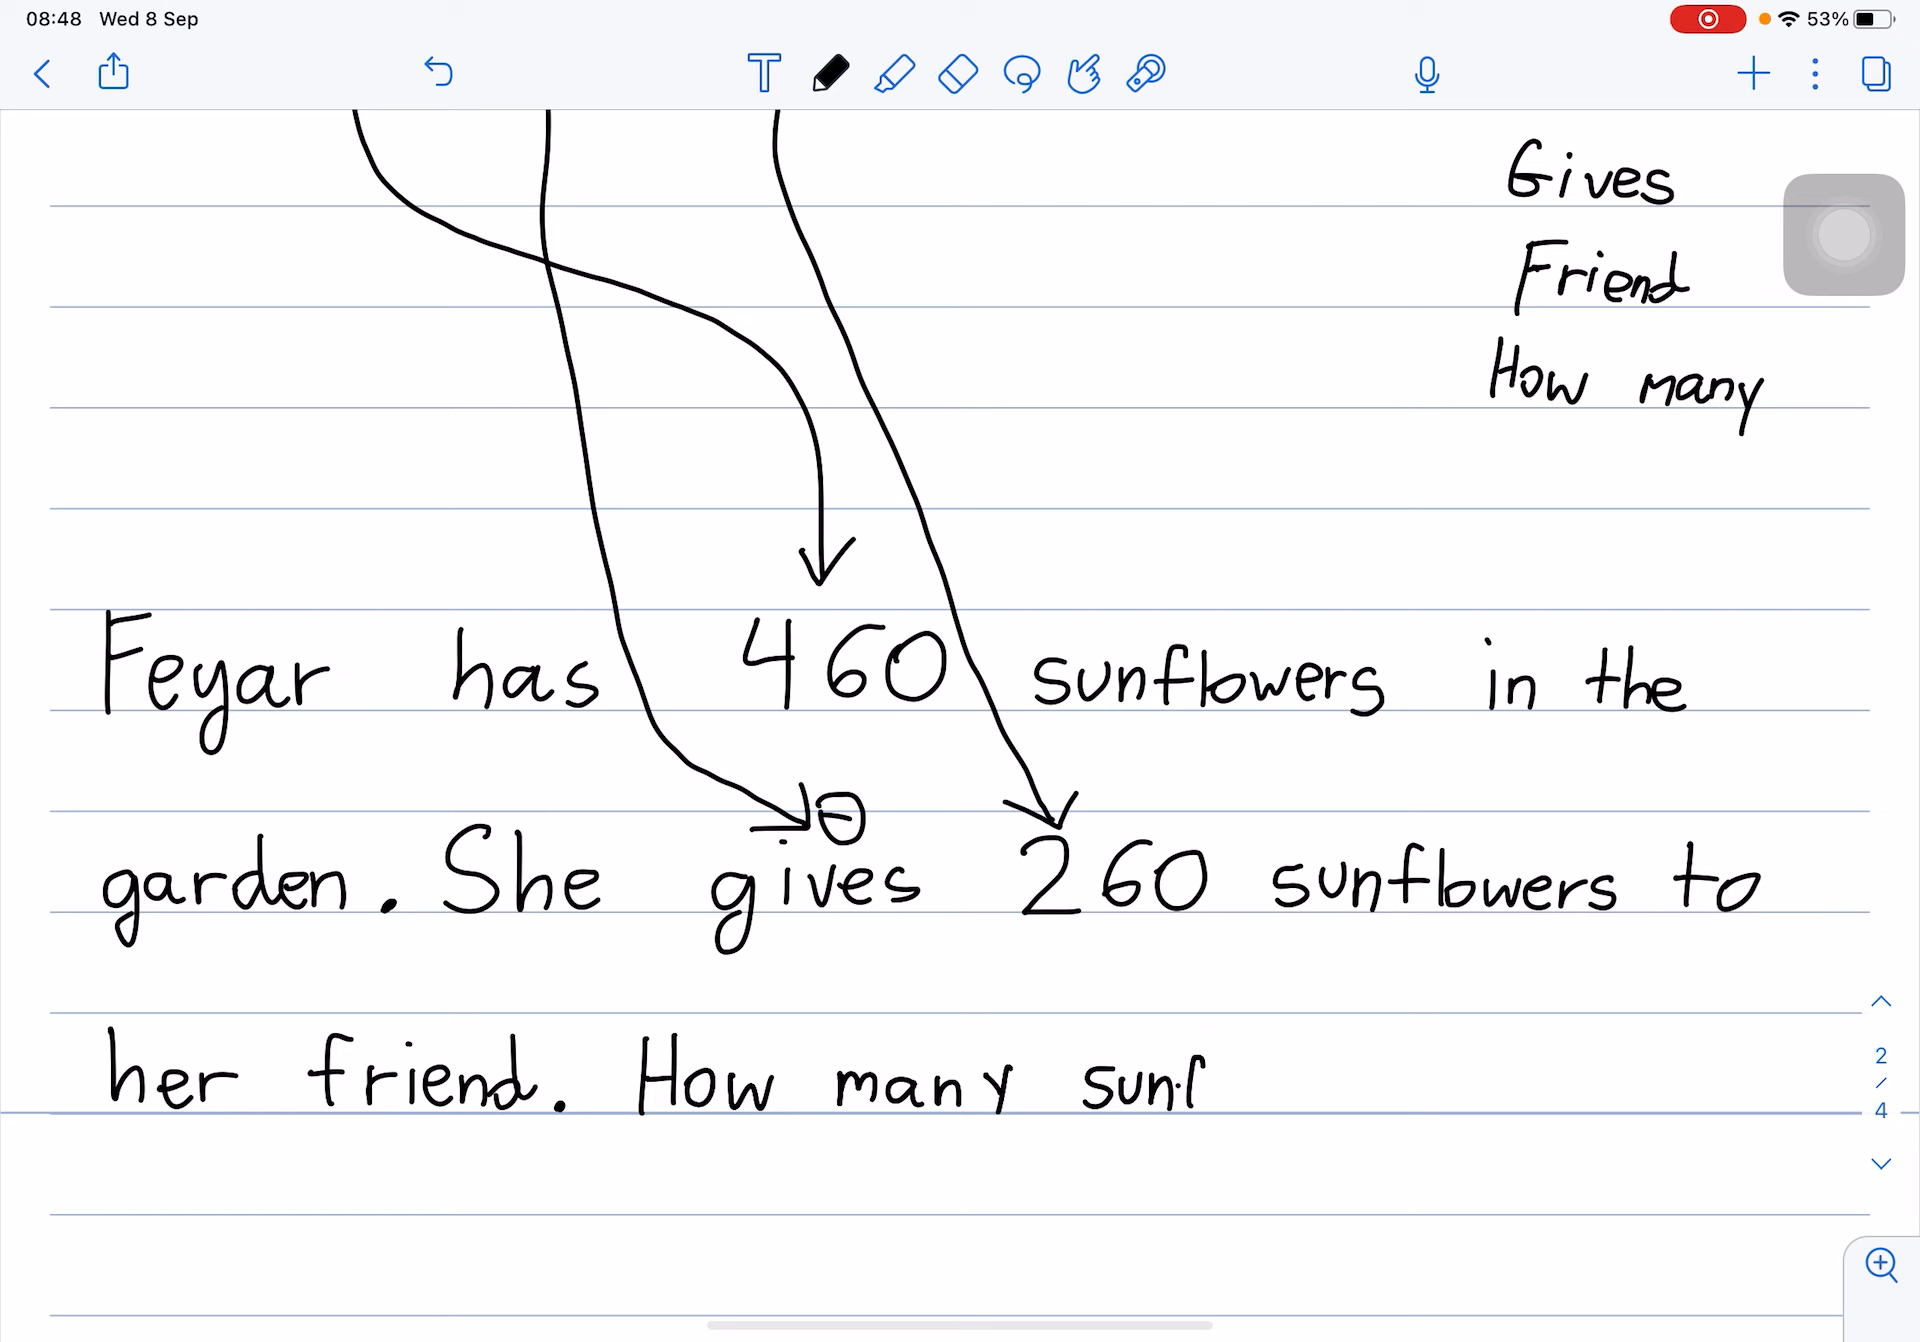 08:48 Wed 8 Sep
53%
Gives
Friend
How many
Feyar has 460 sunflowers in the
⊖
garden. She gives 260 sunflowers to
her friend. How many sunf
2
/
4